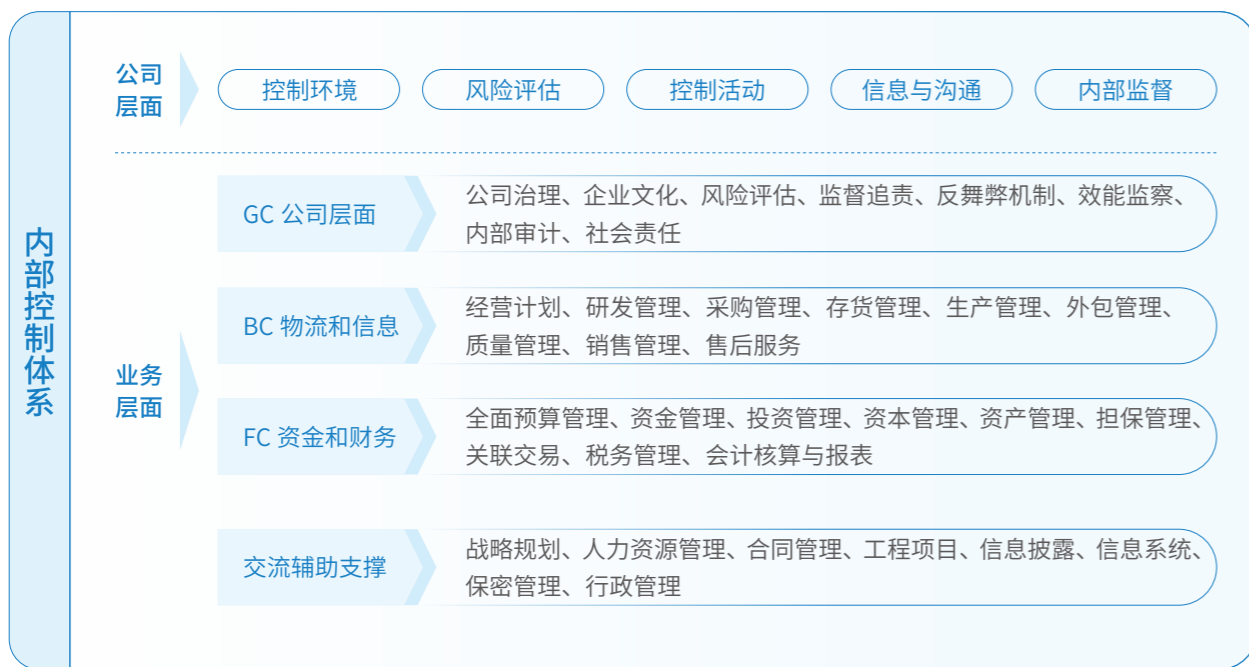 内部控制体系
公司
层面
控制环境
风险评估
控制活动
信息与沟通
内部监督
业务
层面
GC 公司层面
公司治理、企业文化、风险评估、监督追责、反舞弊机制、效能监察、
内部审计、社会责任
BC 物流和信息
经营计划、研发管理、采购管理、存货管理、生产管理、外包管理、
质量管理、销售管理、售后服务
FC 资金和财务
全面预算管理、资金管理、投资管理、资本管理、资产管理、担保管理、
关联交易、税务管理、会计核算与报表
交流辅助支撑
战略规划、人力资源管理、合同管理、工程项目、信息披露、信息系统、
保密管理、行政管理